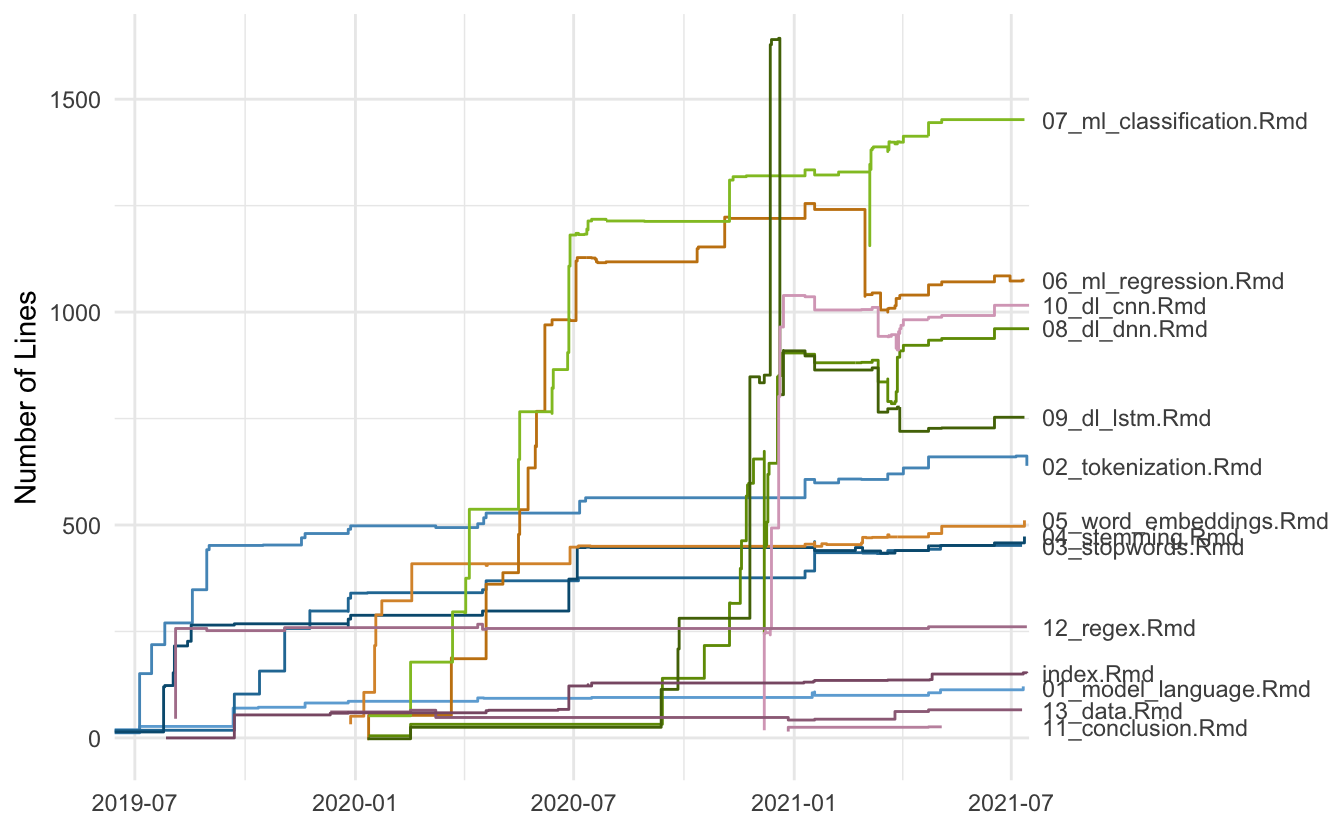 Number of Lines
1500
1000
500
0
2019-07
2020-01
2020-07
2021-01
2021-07
07_ml_classification.Rmd
06_ml_regression.Rmd
10_dl_cnn.Rmd
08_dl_dnn.Rmd
09_dl_lstm.Rmd
02_tokenization.Rmd
05_word_embeddings.Rmd
04_stemming.Rmd
03_stopwords.Rmd
12_regex.Rmd
index.Rmd
01_model_language.Rmd
13_data.Rmd
11_conclusion.Rmd